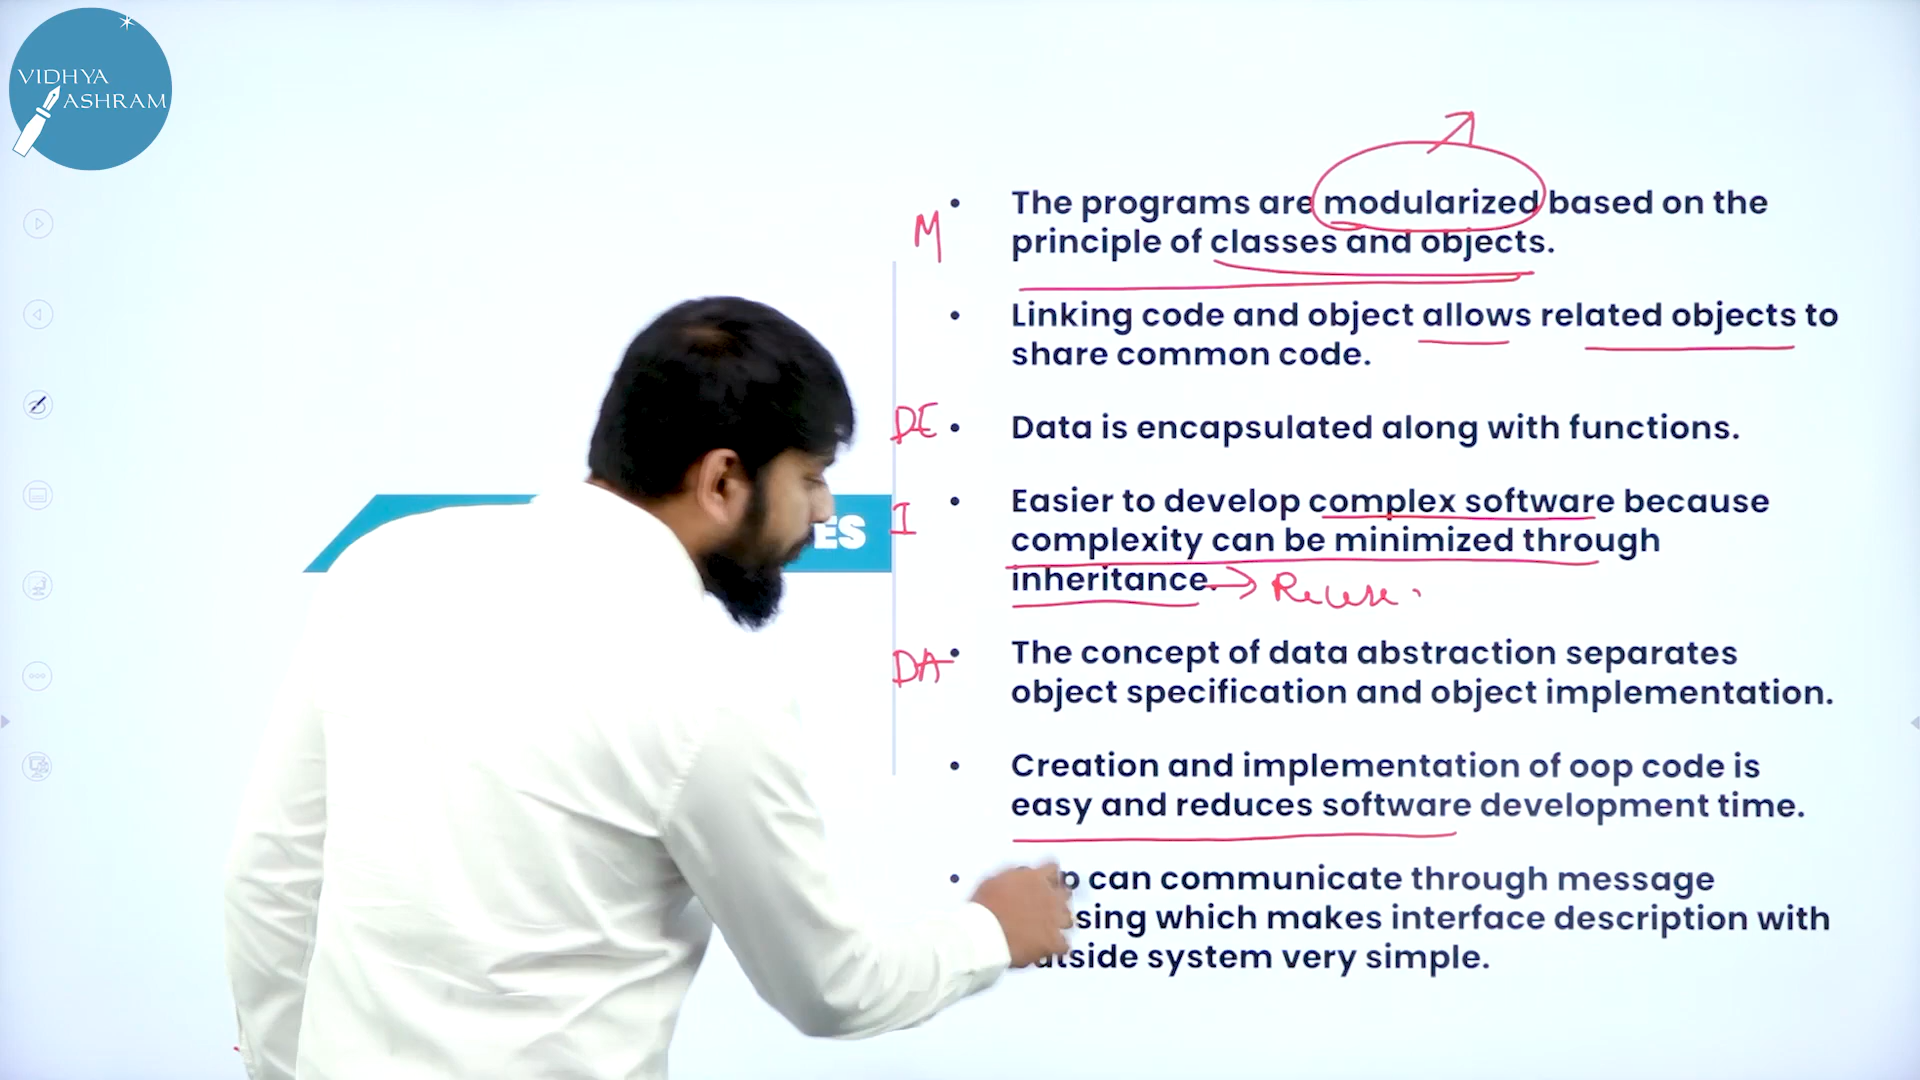 VIDHYA
ASHRAM
M
• The programs are modularized based on the
principle of classes and objects.
• Linking code and object allows related objects to
share common code.
DE
• Data is encapsulated along with functions.
I
• Easier to develop complex software because
complexity can be minimized through
inheritance. → Reuse.
ES
DA
• The concept of data abstraction separates
object specification and object implementation.
• Creation and implementation of oop code is
easy and reduces software development time.
• can communicate through message
which makes interface description with
system very simple.